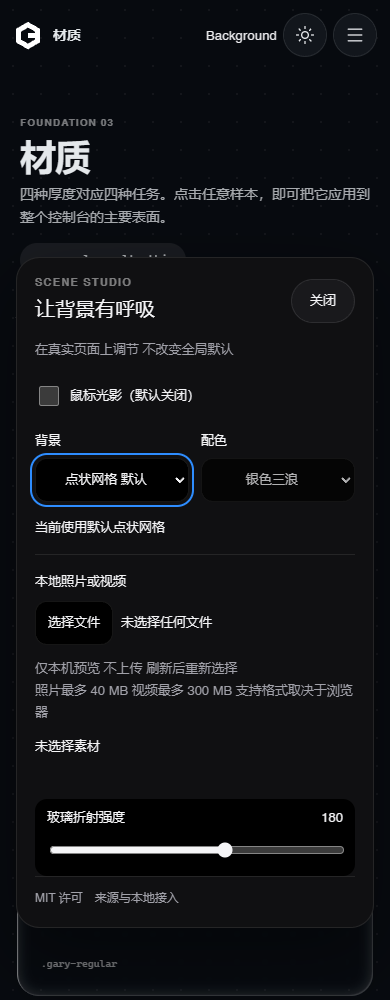 材质
Background
FOUNDATION 03
材质
四种厚度对应四种任务。点击任意样本，即可把它应用到
整个控制台的主要表面。
SCENE STUDIO
让背景有呼吸
关闭
在真实页面上调节 不改变全局默认
鼠标光影（默认关闭）
背景
配色
点状网格 默认
银色三浪
当前使用默认点状网格
本地照片或视频
选择文件
未选择任何文件
仅本机预览 不上传 刷新后重新选择
照片最多 40 MB 视频最多 300 MB 支持格式取决于浏览
器
未选择素材
玻璃折射强度
180
MIT 许可
来源与本地接入
.gary-regular